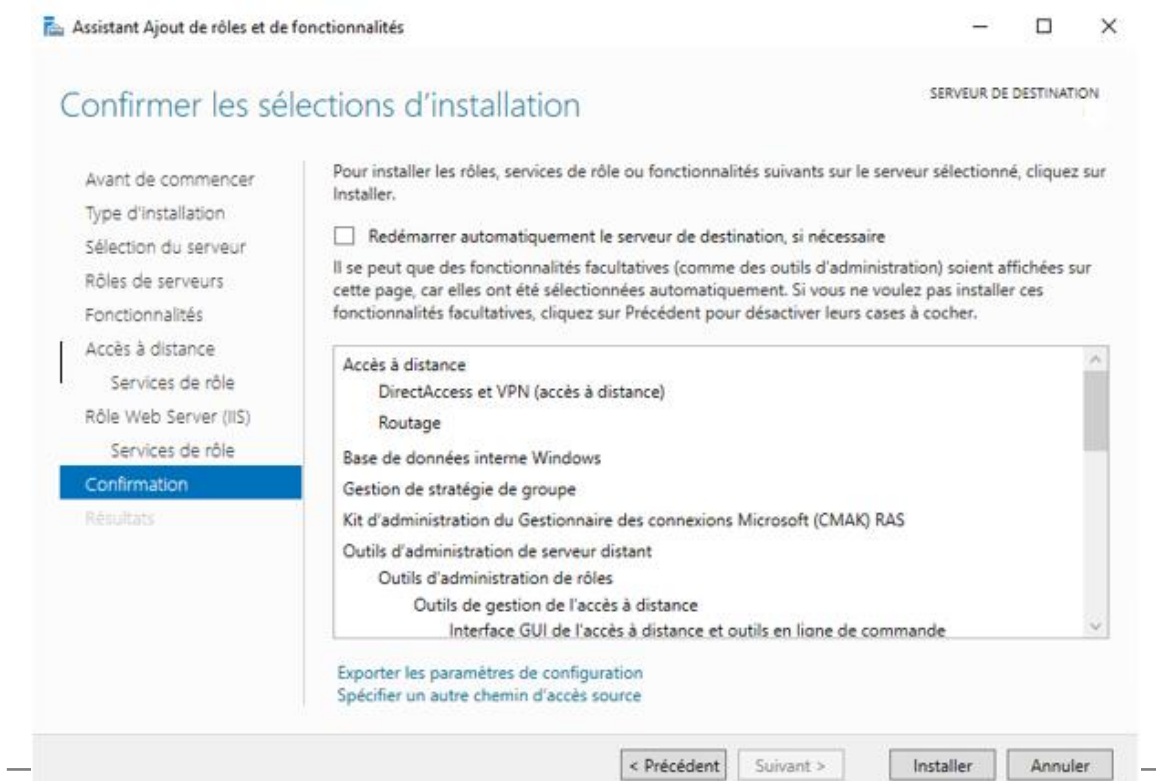 Assistant Ajout de rôles et de fonctionnalités
Confirmer les sélections d'installation
SERVEUR DE DESTINATION
Avant de commencer
Type d'installation
Sélection du serveur
Rôles de serveurs
Fonctionnalités
Accès à distance
Services de rôle
Rôle Web Server (IIS)
Services de rôle
Confirmation
Résultats
Pour installer les rôles, services de rôle ou fonctionnalités suivants sur le serveur sélectionné, cliquez sur
Installer.
Redémarrer automatiquement le serveur de destination, si nécessaire
Il se peut que des fonctionnalités facultatives (comme des outils d'administration) soient affichées sur
cette page, car elles ont été sélectionnées automatiquement. Si vous ne voulez pas installer ces
fonctionnalités facultatives, cliquez sur Précédent pour désactiver leurs cases à cocher.
Accès à distance
DirectAccess et VPN (accès à distance)
Routage
Base de données interne Windows
Gestion de stratégie de groupe
Kit d'administration du Gestionnaire des connexions Microsoft (CMAK) RAS
Outils d'administration de serveur distant
Outils d'administration de rôles
Outils de gestion de l'accès à distance
Interface GUI de l'accès à distance et outils en ligne de commande
Exporter les paramètres de configuration
Spécifier un autre chemin d'accès source
< Précédent
Suivant >
Installer
Annuler